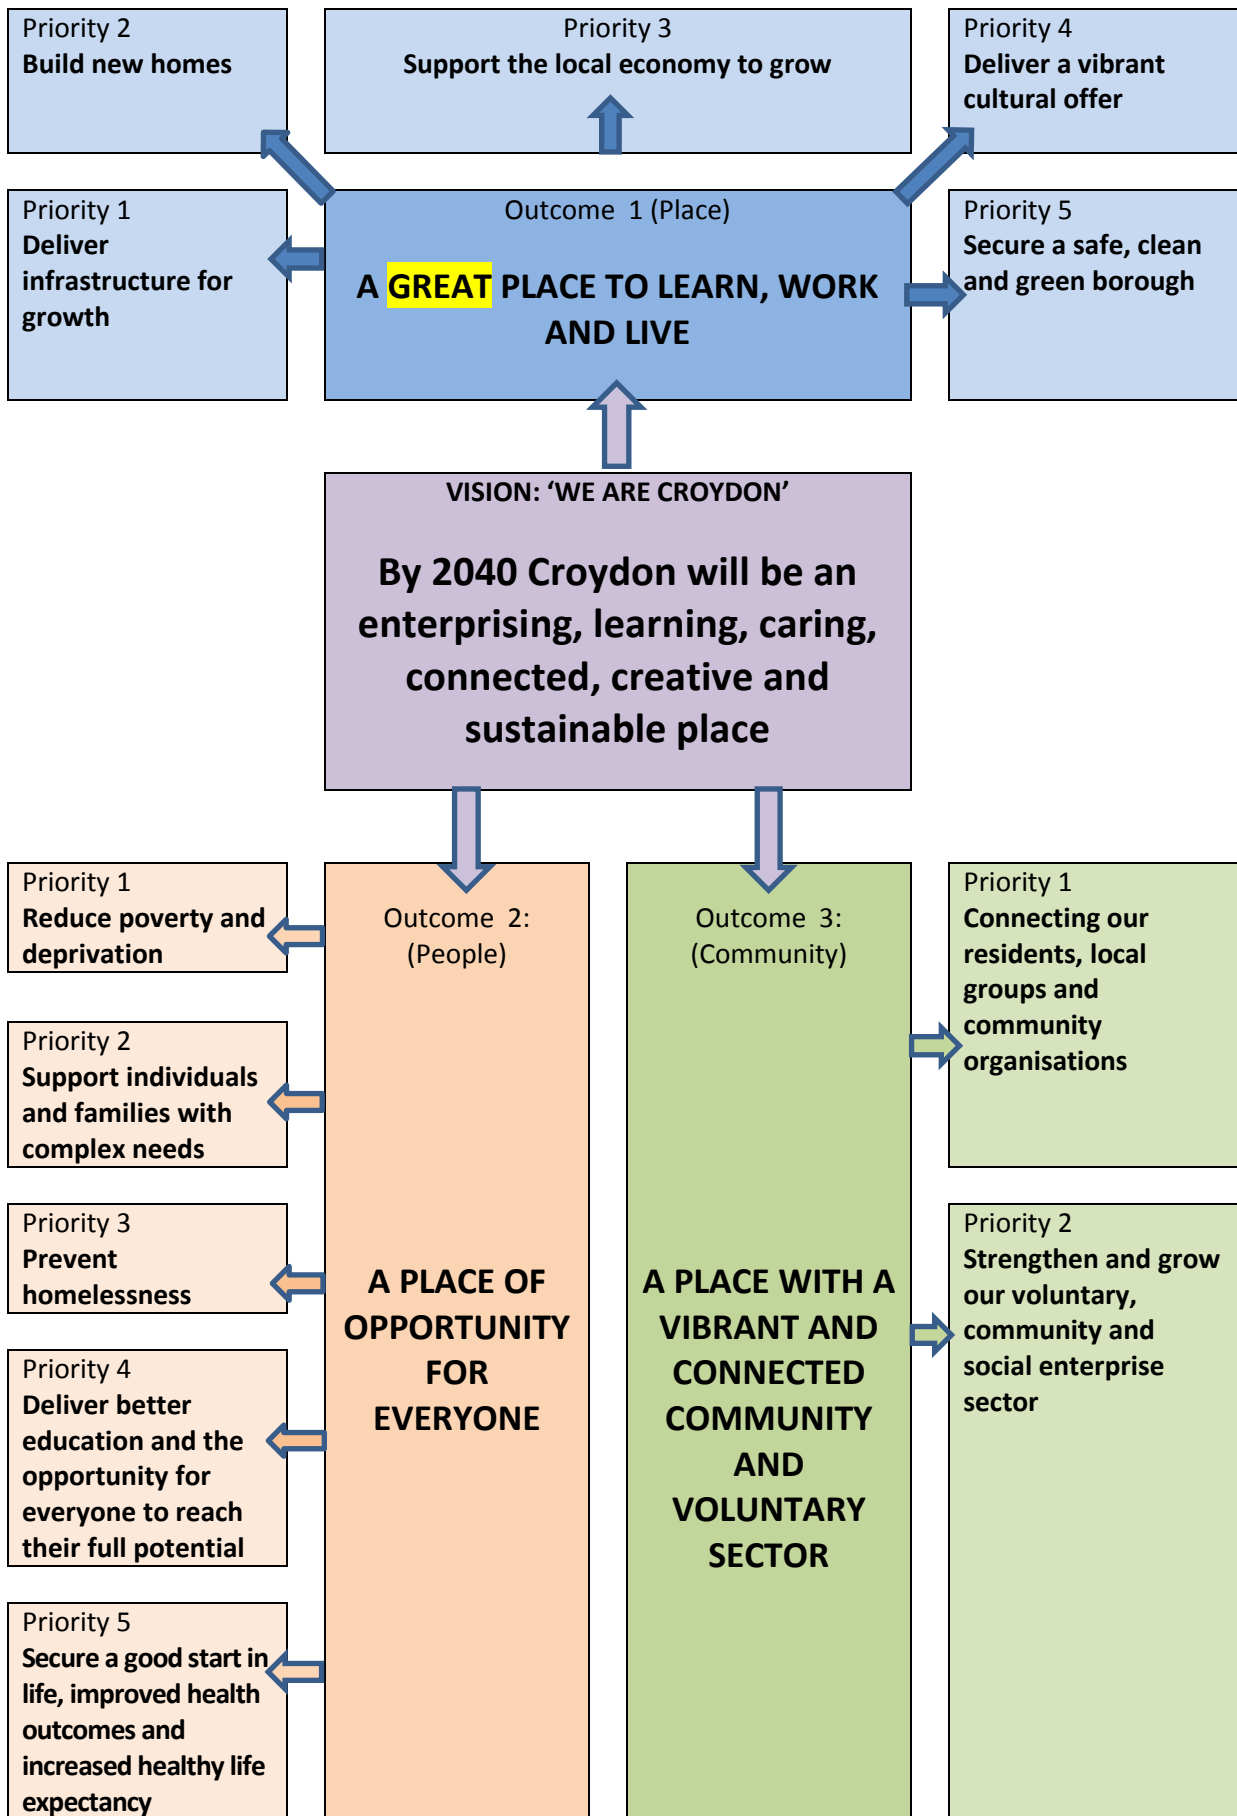 Priority 2
Build new homes
Priority 3
Support the local economy to grow
Priority 4
Deliver a vibrant
cultural offer
Priority 1
Deliver
infrastructure for
growth
Outcome 1 (Place)
A GREAT PLACE TO LEARN, WORK
AND LIVE
Priority 5
Secure a safe, clean
and green borough
VISION: ‘WE ARE CROYDON’
By 2040 Croydon will be an
enterprising, learning, caring,
connected, creative and
sustainable place
Priority 1
Reduce poverty and
deprivation
Priority 2
Support individuals
and families with
complex needs
Priority 3
Prevent
homelessness
Priority 4
Deliver better
education and the
opportunity for
everyone to reach
their full potential
Priority 5
Secure a good start in
life, improved health
outcomes and
increased healthy life
expectancy
Outcome 2:
(People)
A PLACE OF
OPPORTUNITY
FOR
EVERYONE
Outcome 3:
(Community)
A PLACE WITH A
VIBRANT AND
CONNECTED
COMMUNITY
AND
VOLUNTARY
SECTOR
Priority 1
Connecting our
residents, local
groups and
community
organisations
Priority 2
Strengthen and grow
our voluntary,
community and
social enterprise
sector